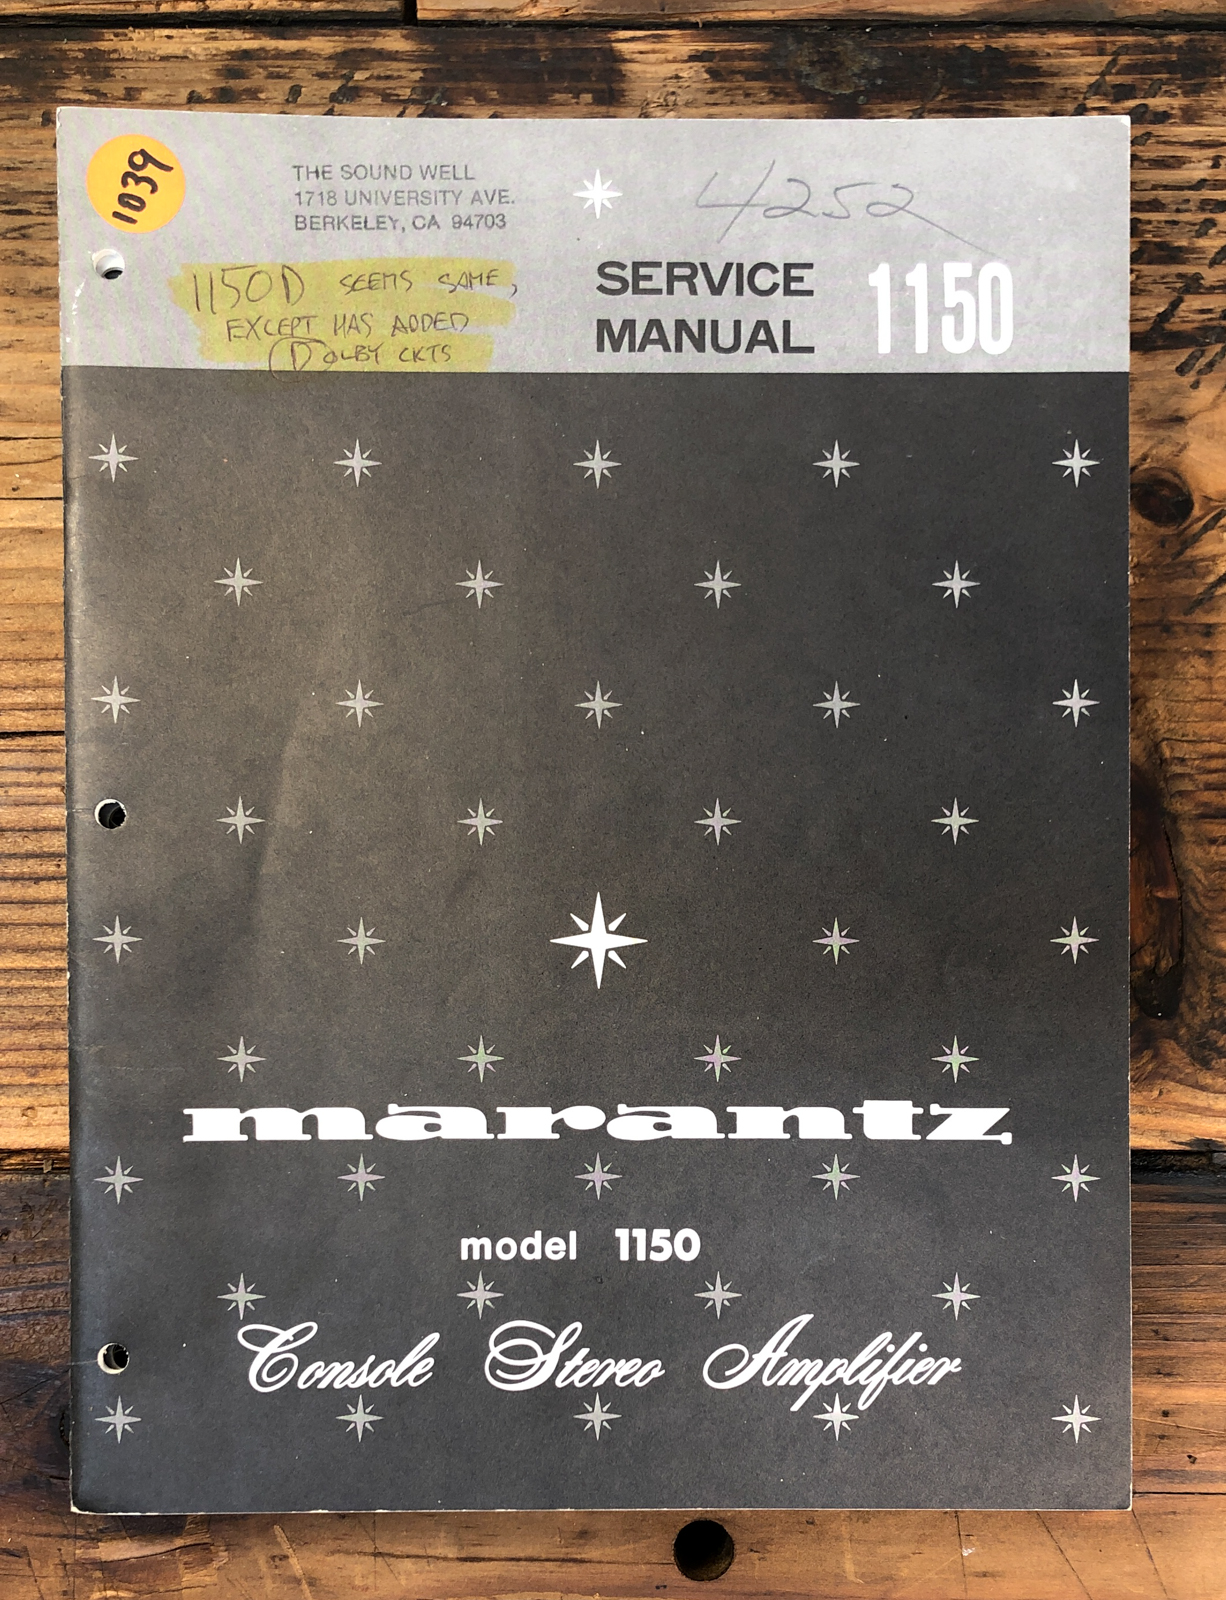 1039
THE SOUND WELL
1718 UNIVERSITY AVE.
BERKELEY, CA 94703
4252
1150D SEEMS SAME,
EXCEPT HAS ADDED
DOLBY CKTS
SERVICE
MANUAL 1150
marantz
model 1150
Console Stereo Amplifier